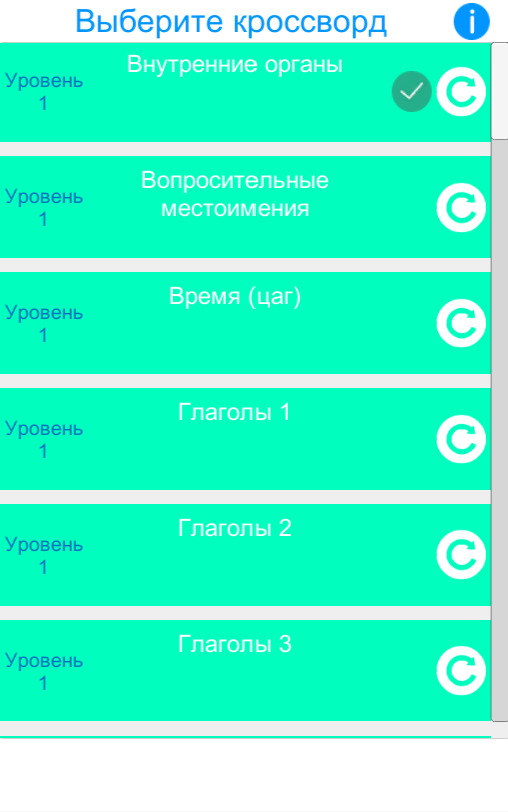 Выберите кроссворд
Внутренние органы
Уровень
1
Вопросительные
местоимения
Уровень
1
Время (цаг)
Уровень
1
Глаголы 1
Уровень
1
Глаголы 2
Уровень
1
Глаголы 3
Уровень
1